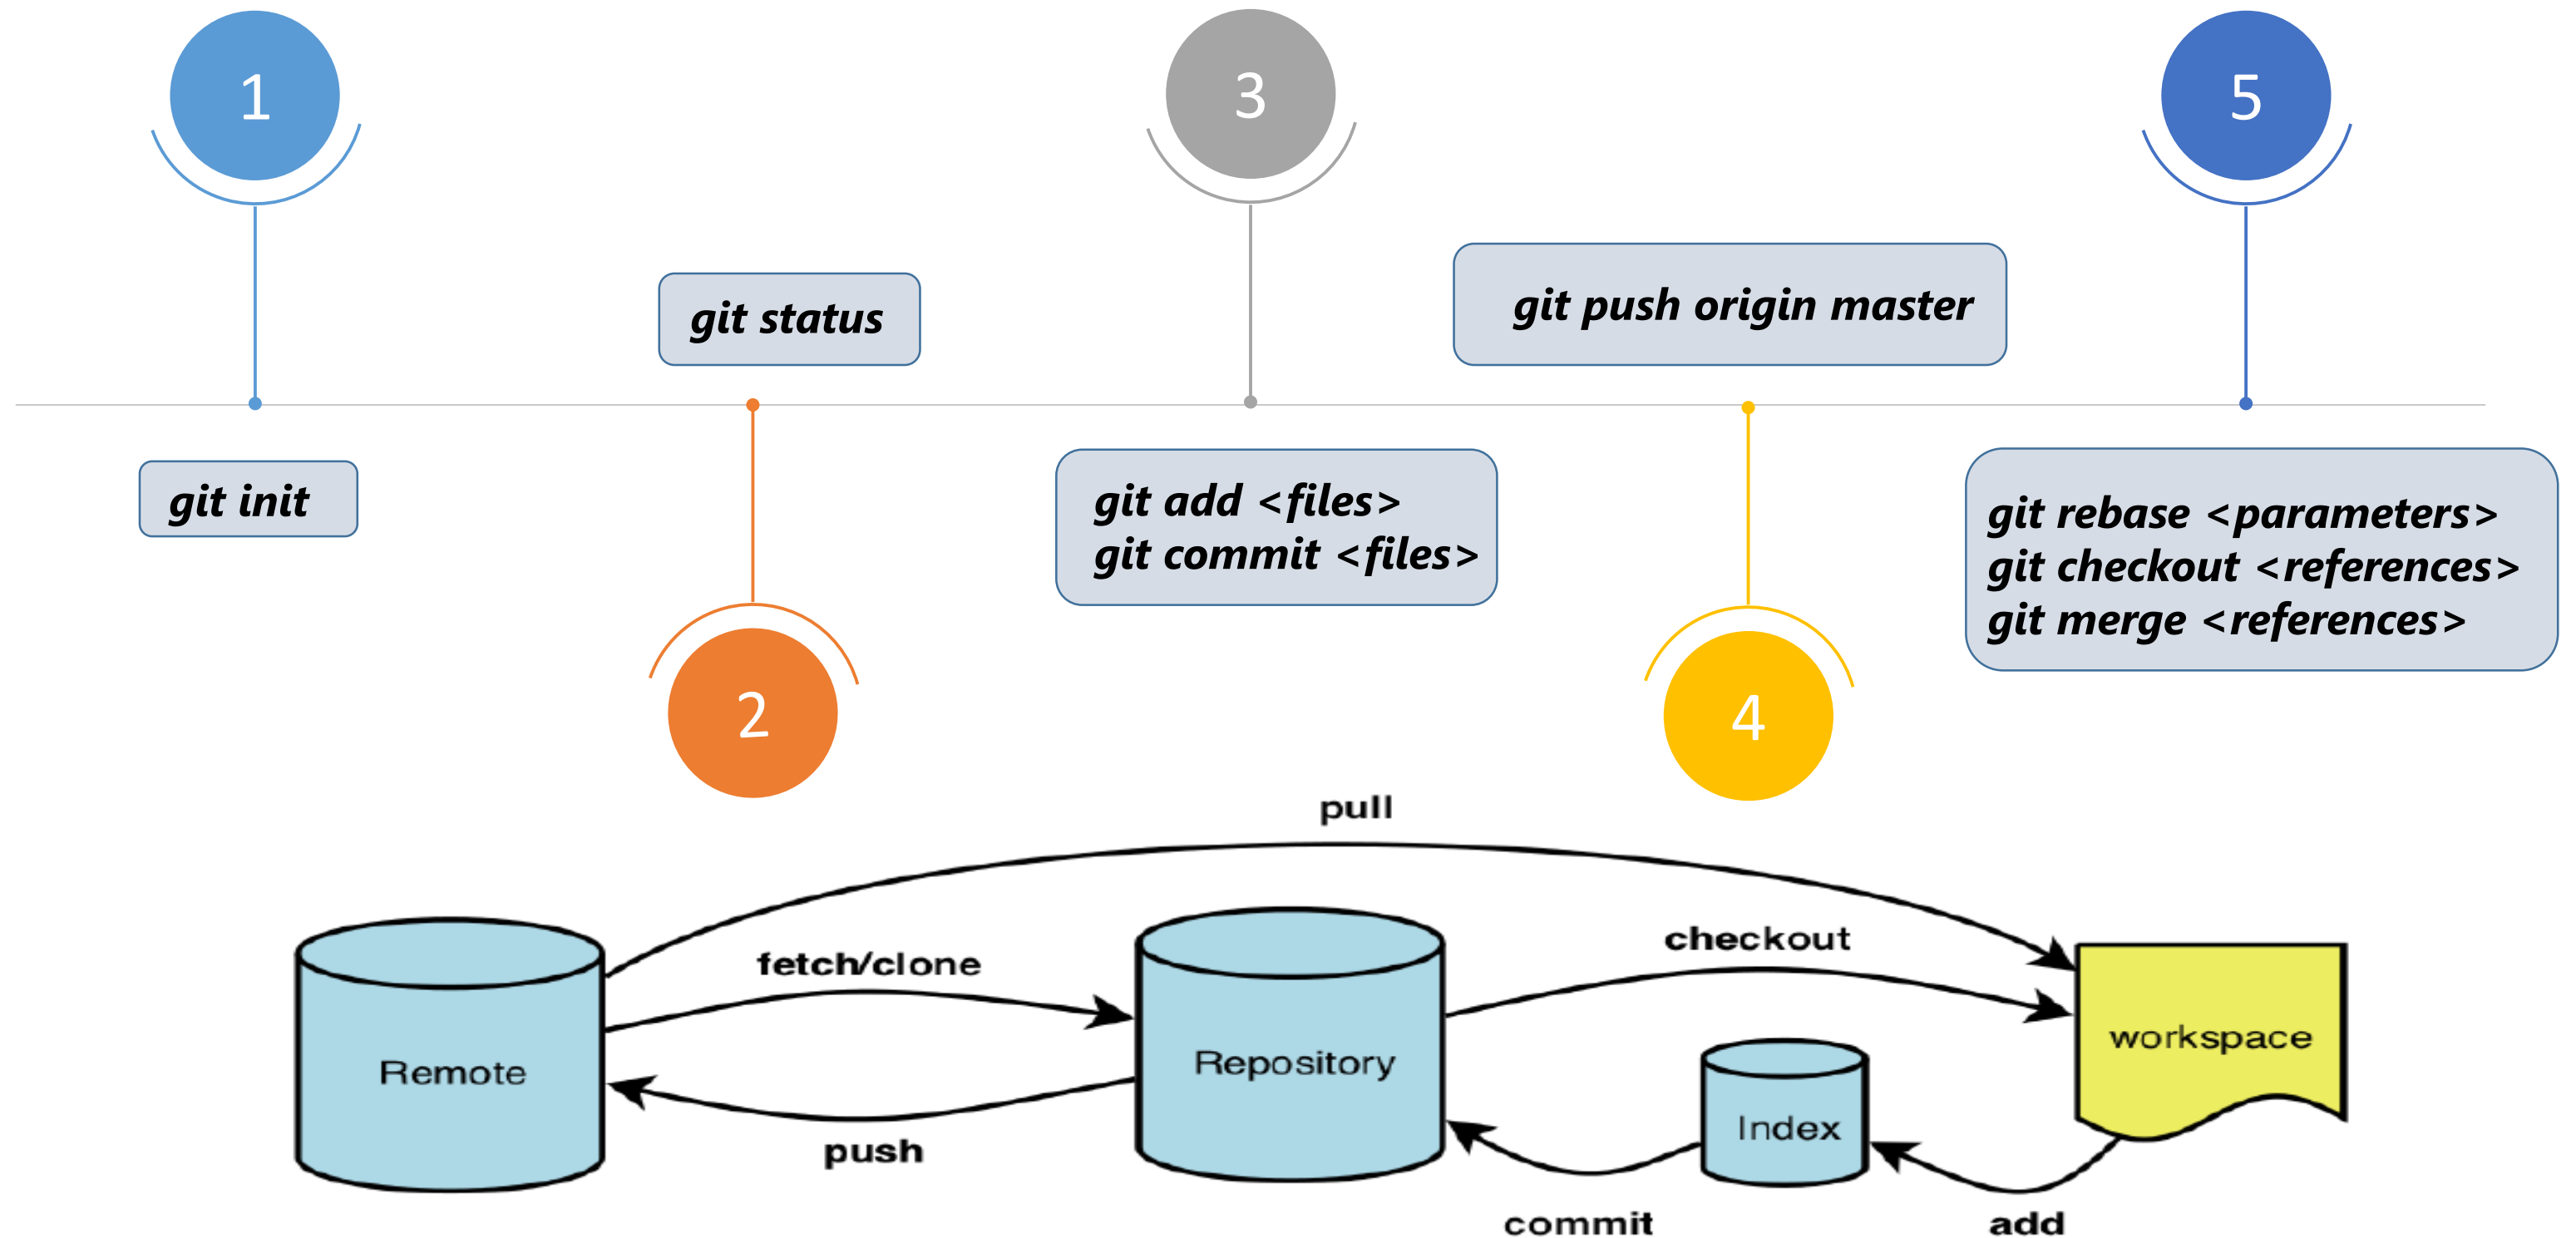 1
3
5
git status
git push origin master
git init
git add <files>
git commit <files>
git rebase <parameters>
git checkout <references>
git merge <references>
2
4
pull
fetch/clone
checkout
Remote
Repository
workspace
Index
push
commit
add